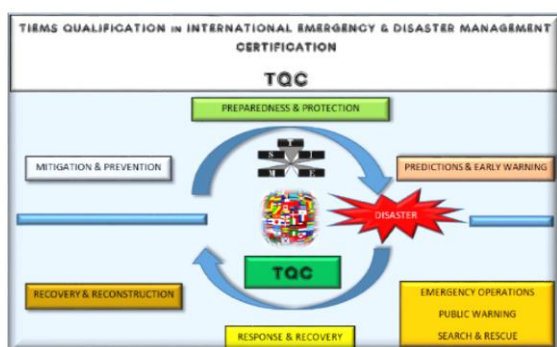 TIEMS QUALIFICATION IN INTERNATIONAL EMERGENCY & DISASTER MANAGEMENT
CERTIFICATION
TQC
PREPAREDNESS & PROTECTION
T
S I
M E
MITIGATION & PREVENTION
PREDICTIONS & EARLY WARNING
DISASTER
TQC
RECOVERY & RECONSTRUCTION
EMERGENCY OPERATIONS
PUBLIC WARNING
SEARCH & RESCUE
RESPONSE & RECOVERY